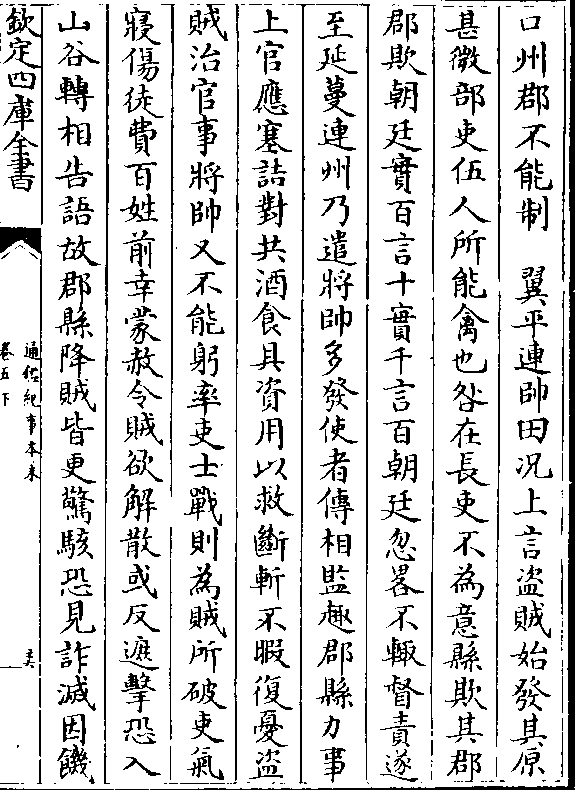 口州郡不能制　翼平連帥田况上言盗賊始發其原
甚微部吏伍人所能禽也咎在長吏不為意縣欺其郡
郡欺朝廷實百言十實千言百朝廷忽畧不輙督責遂
至延蔓連州乃遣將帥多發使者傳相監趣郡縣力事
上官應塞詰對共酒食具資用以救斷斬不暇復憂盗
賊治官事將帥又不能躬率吏士戰則為賊所破吏氣
寖傷徒費百姓前幸蒙赦令賊欲解散或反遮擊恐入
山谷轉相告語故郡縣降賊皆更驚駭恐見詐滅因饑
欽定四庫全書
通鑑紀事本末
卷五下